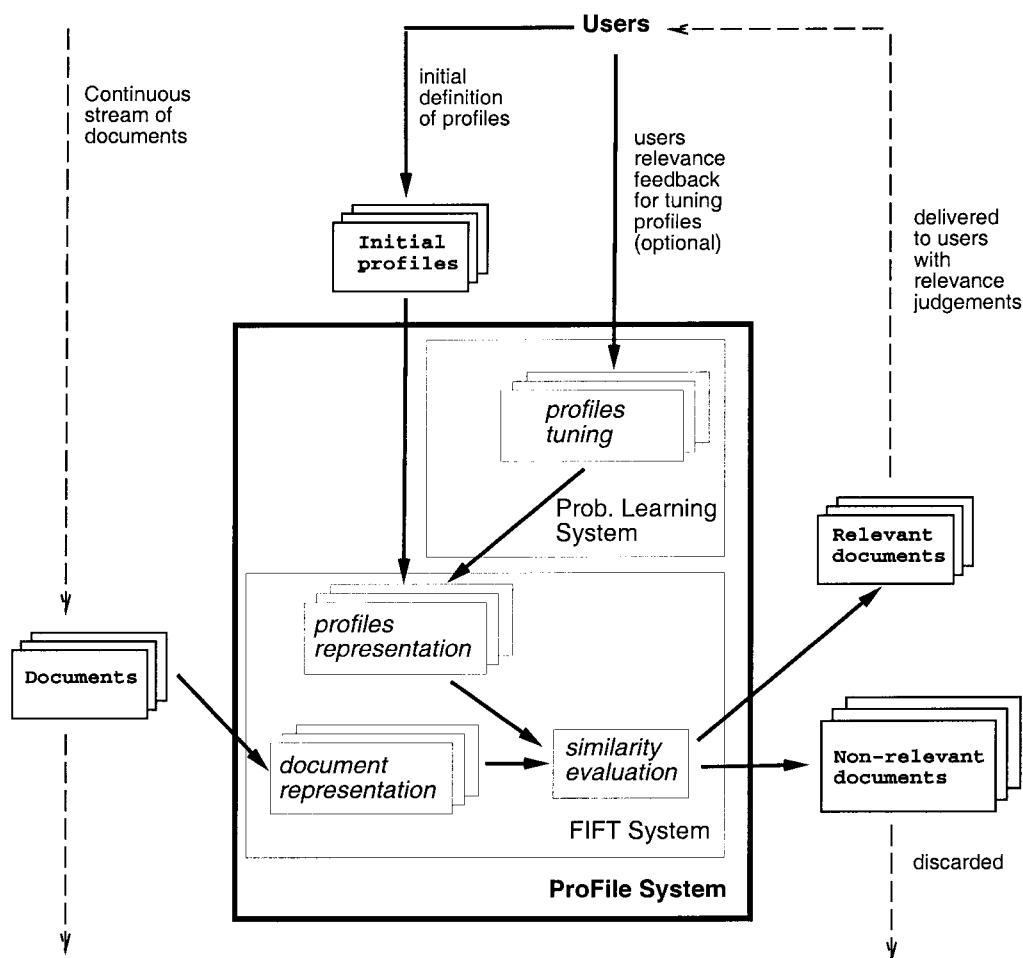 Users
initial
definition
of profiles
Continuous
stream of
documents
users
relevance
feedback
for tuning
profiles
(optional)
delivered
to users
with
relevance
judgements
Initial
profiles
profiles
tuning
Prob. Learning
System
Relevant
documents
profiles
representation
Documents
document
representation
similarity
evaluation
Non-relevant
documents
FIFT System
discarded
ProFile System